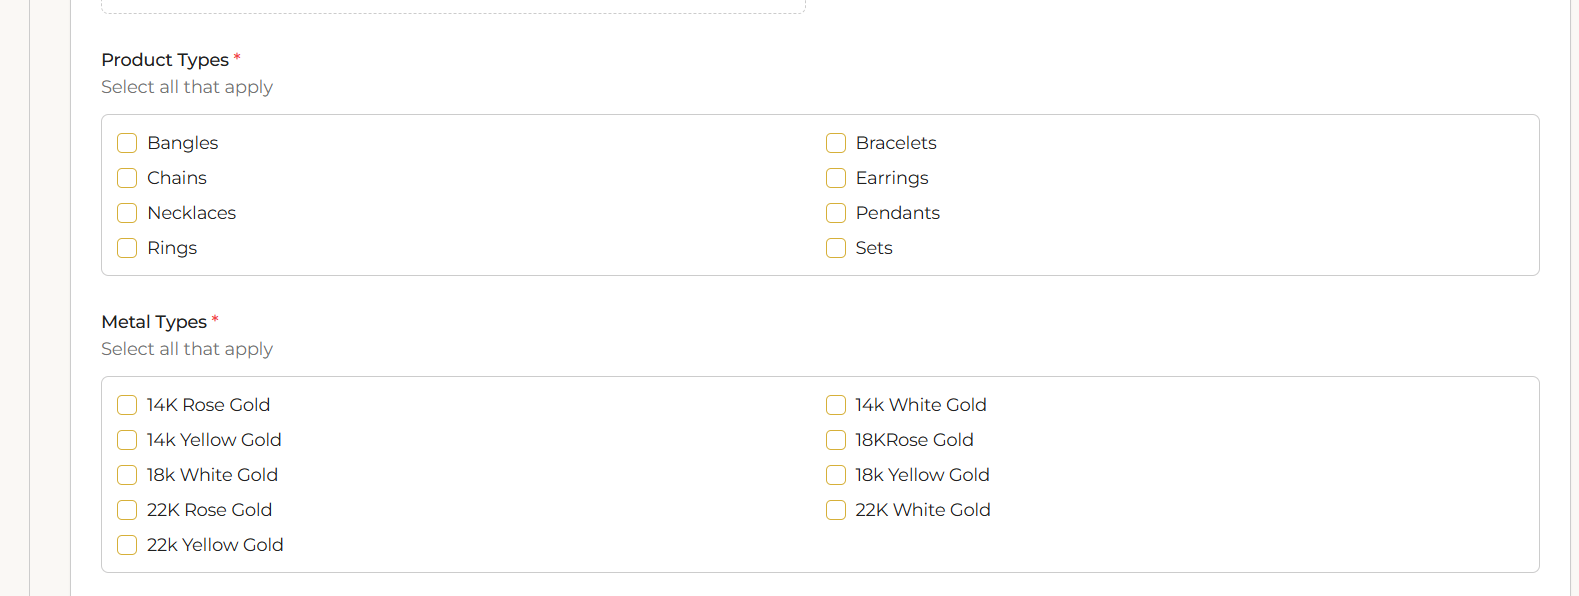 Product Types *
Select all that apply
Bangles
Bracelets
Chains
Earrings
Necklaces
Pendants
Rings
Sets
Metal Types *
Select all that apply
14K Rose Gold
14k White Gold
14k Yellow Gold
18KRose Gold
18k White Gold
18k Yellow Gold
22K Rose Gold
22K White Gold
22k Yellow Gold